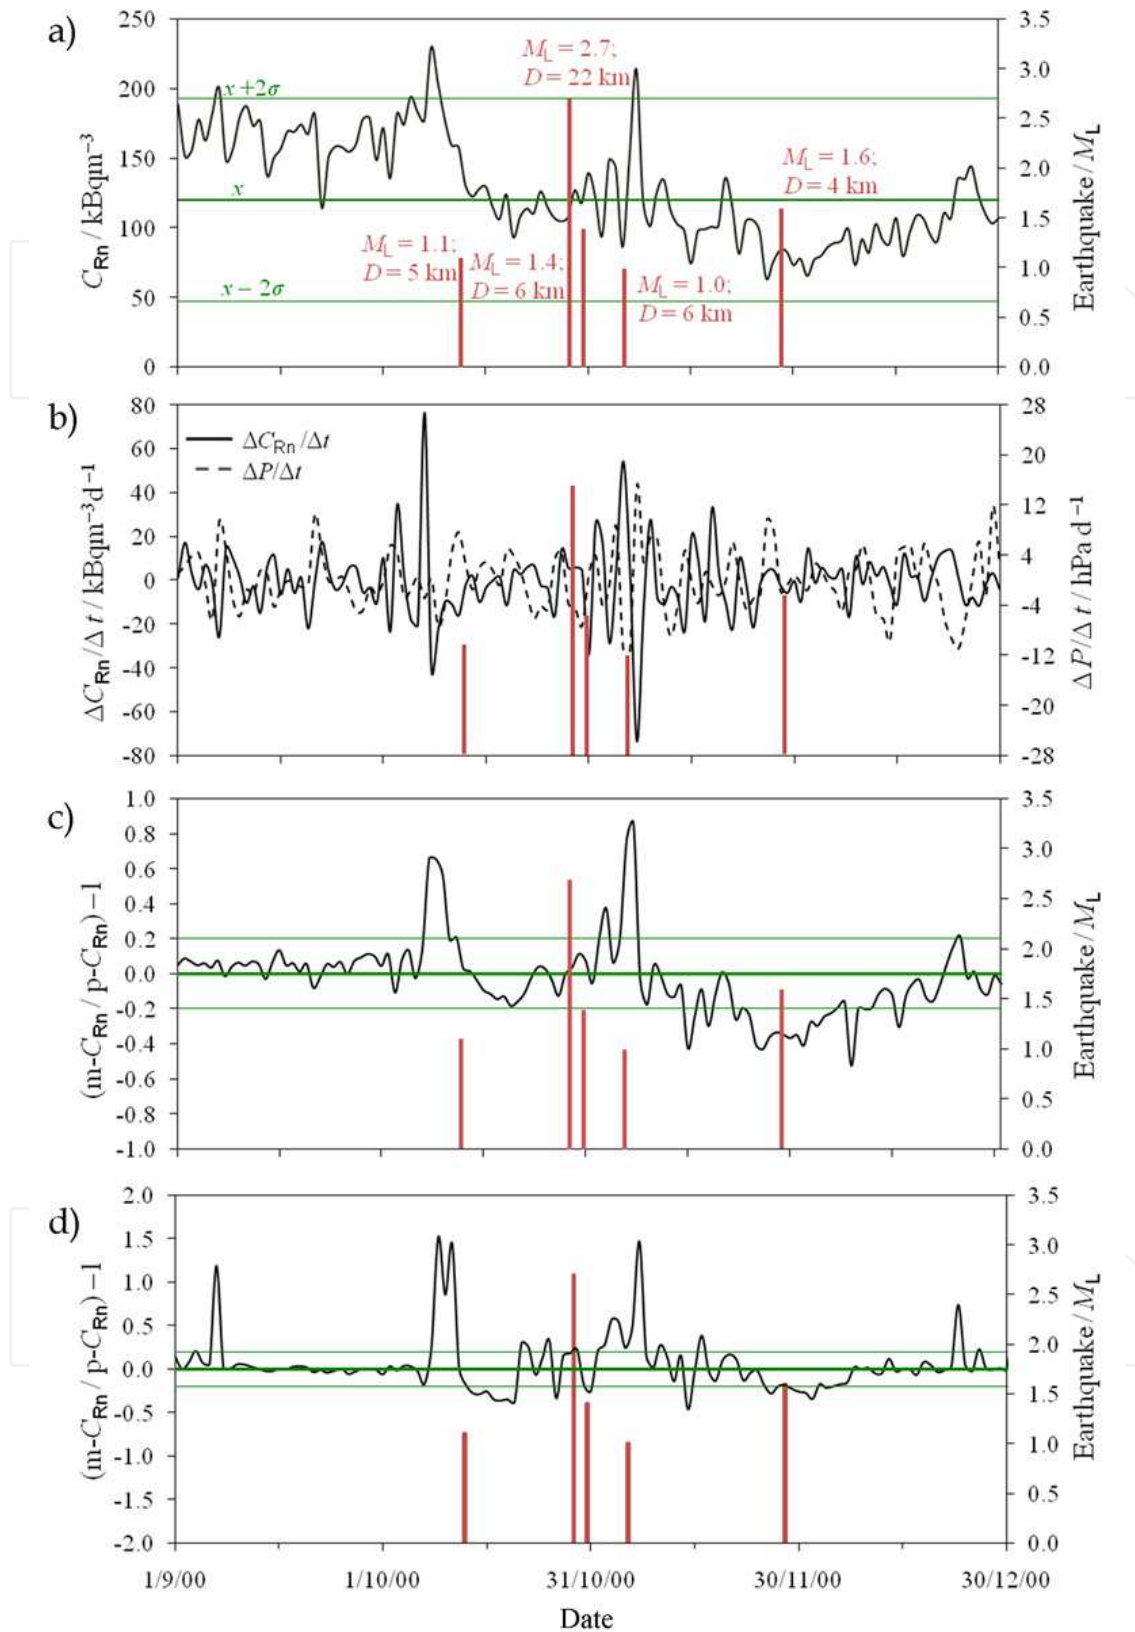 a)
250
200
150
100
50
0
C_Rn / kBqm⁻³
x+2σ
x
x – 2σ
M_L = 2.7;
D = 22 km
M_L = 1.6;
D = 4 km
M_L = 1.1;
D = 5 km
M_L = 1.4;
D = 6 km
M_L = 1.0;
D = 6 km
3.5
3.0
2.5
2.0
1.5
1.0
0.5
0.0
Earthquake / M_L
b)
80
60
40
20
0
-20
-40
-60
-80
ΔC_Rn/Δt / kBqm⁻³d⁻¹
ΔC_Rn/Δt
ΔP/Δt
28
20
12
4
-4
-12
-20
-28
ΔP/Δt / hPa d⁻¹
c)
1.0
0.8
0.6
0.4
0.2
0.0
-0.2
-0.4
-0.6
-0.8
-1.0
(m-C_Rn / p-C_Rn) –1
3.5
3.0
2.5
2.0
1.5
1.0
0.5
0.0
Earthquake / M_L
d)
2.0
1.5
1.0
0.5
0.0
-0.5
-1.0
-1.5
-2.0
(m-C_Rn / p-C_Rn) –1
3.5
3.0
2.5
2.0
1.5
1.0
0.5
0.0
Earthquake / M_L
1/9/00
1/10/00
31/10/00
30/11/00
30/12/00
Date